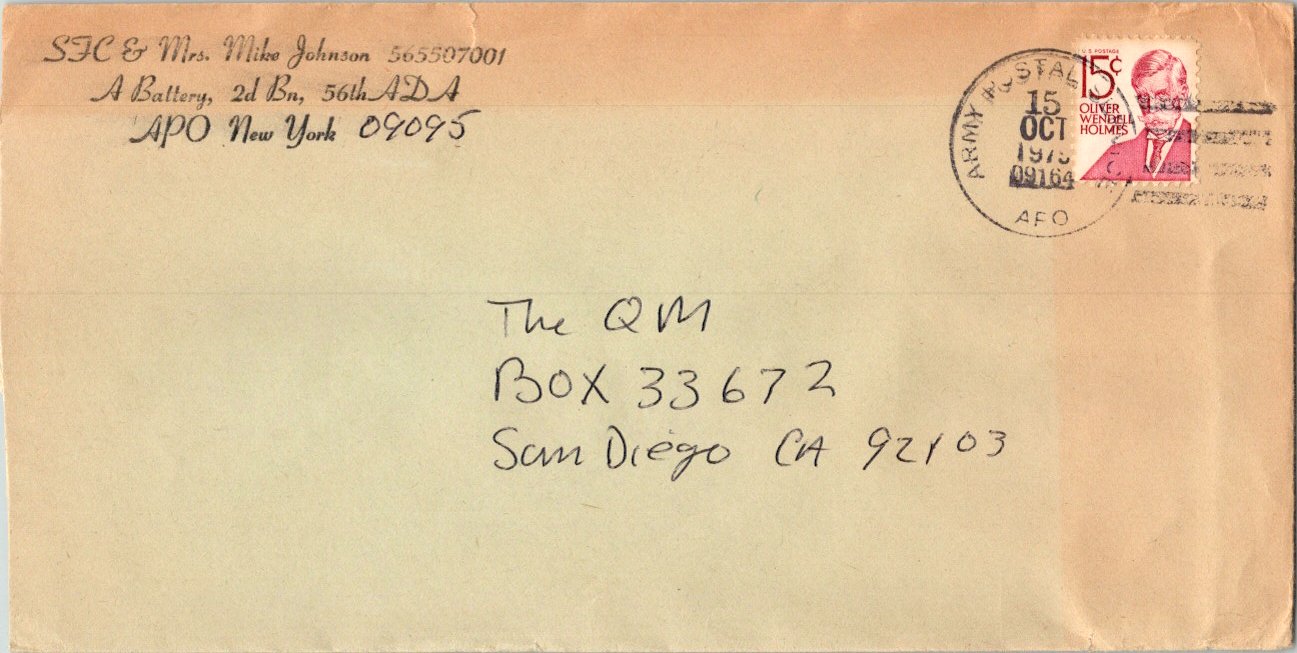 SFC & Mrs. Mike Johnson 565507001
A Battery, 2d Bn, 56th ADA
APO New York 09095
U.S. POSTAGE
15¢
OLIVER
WENDELL
HOLMES
ARMY POSTAL
15
OCT
09164
APO
The QM
BOX 33672
San Diego CA 92103